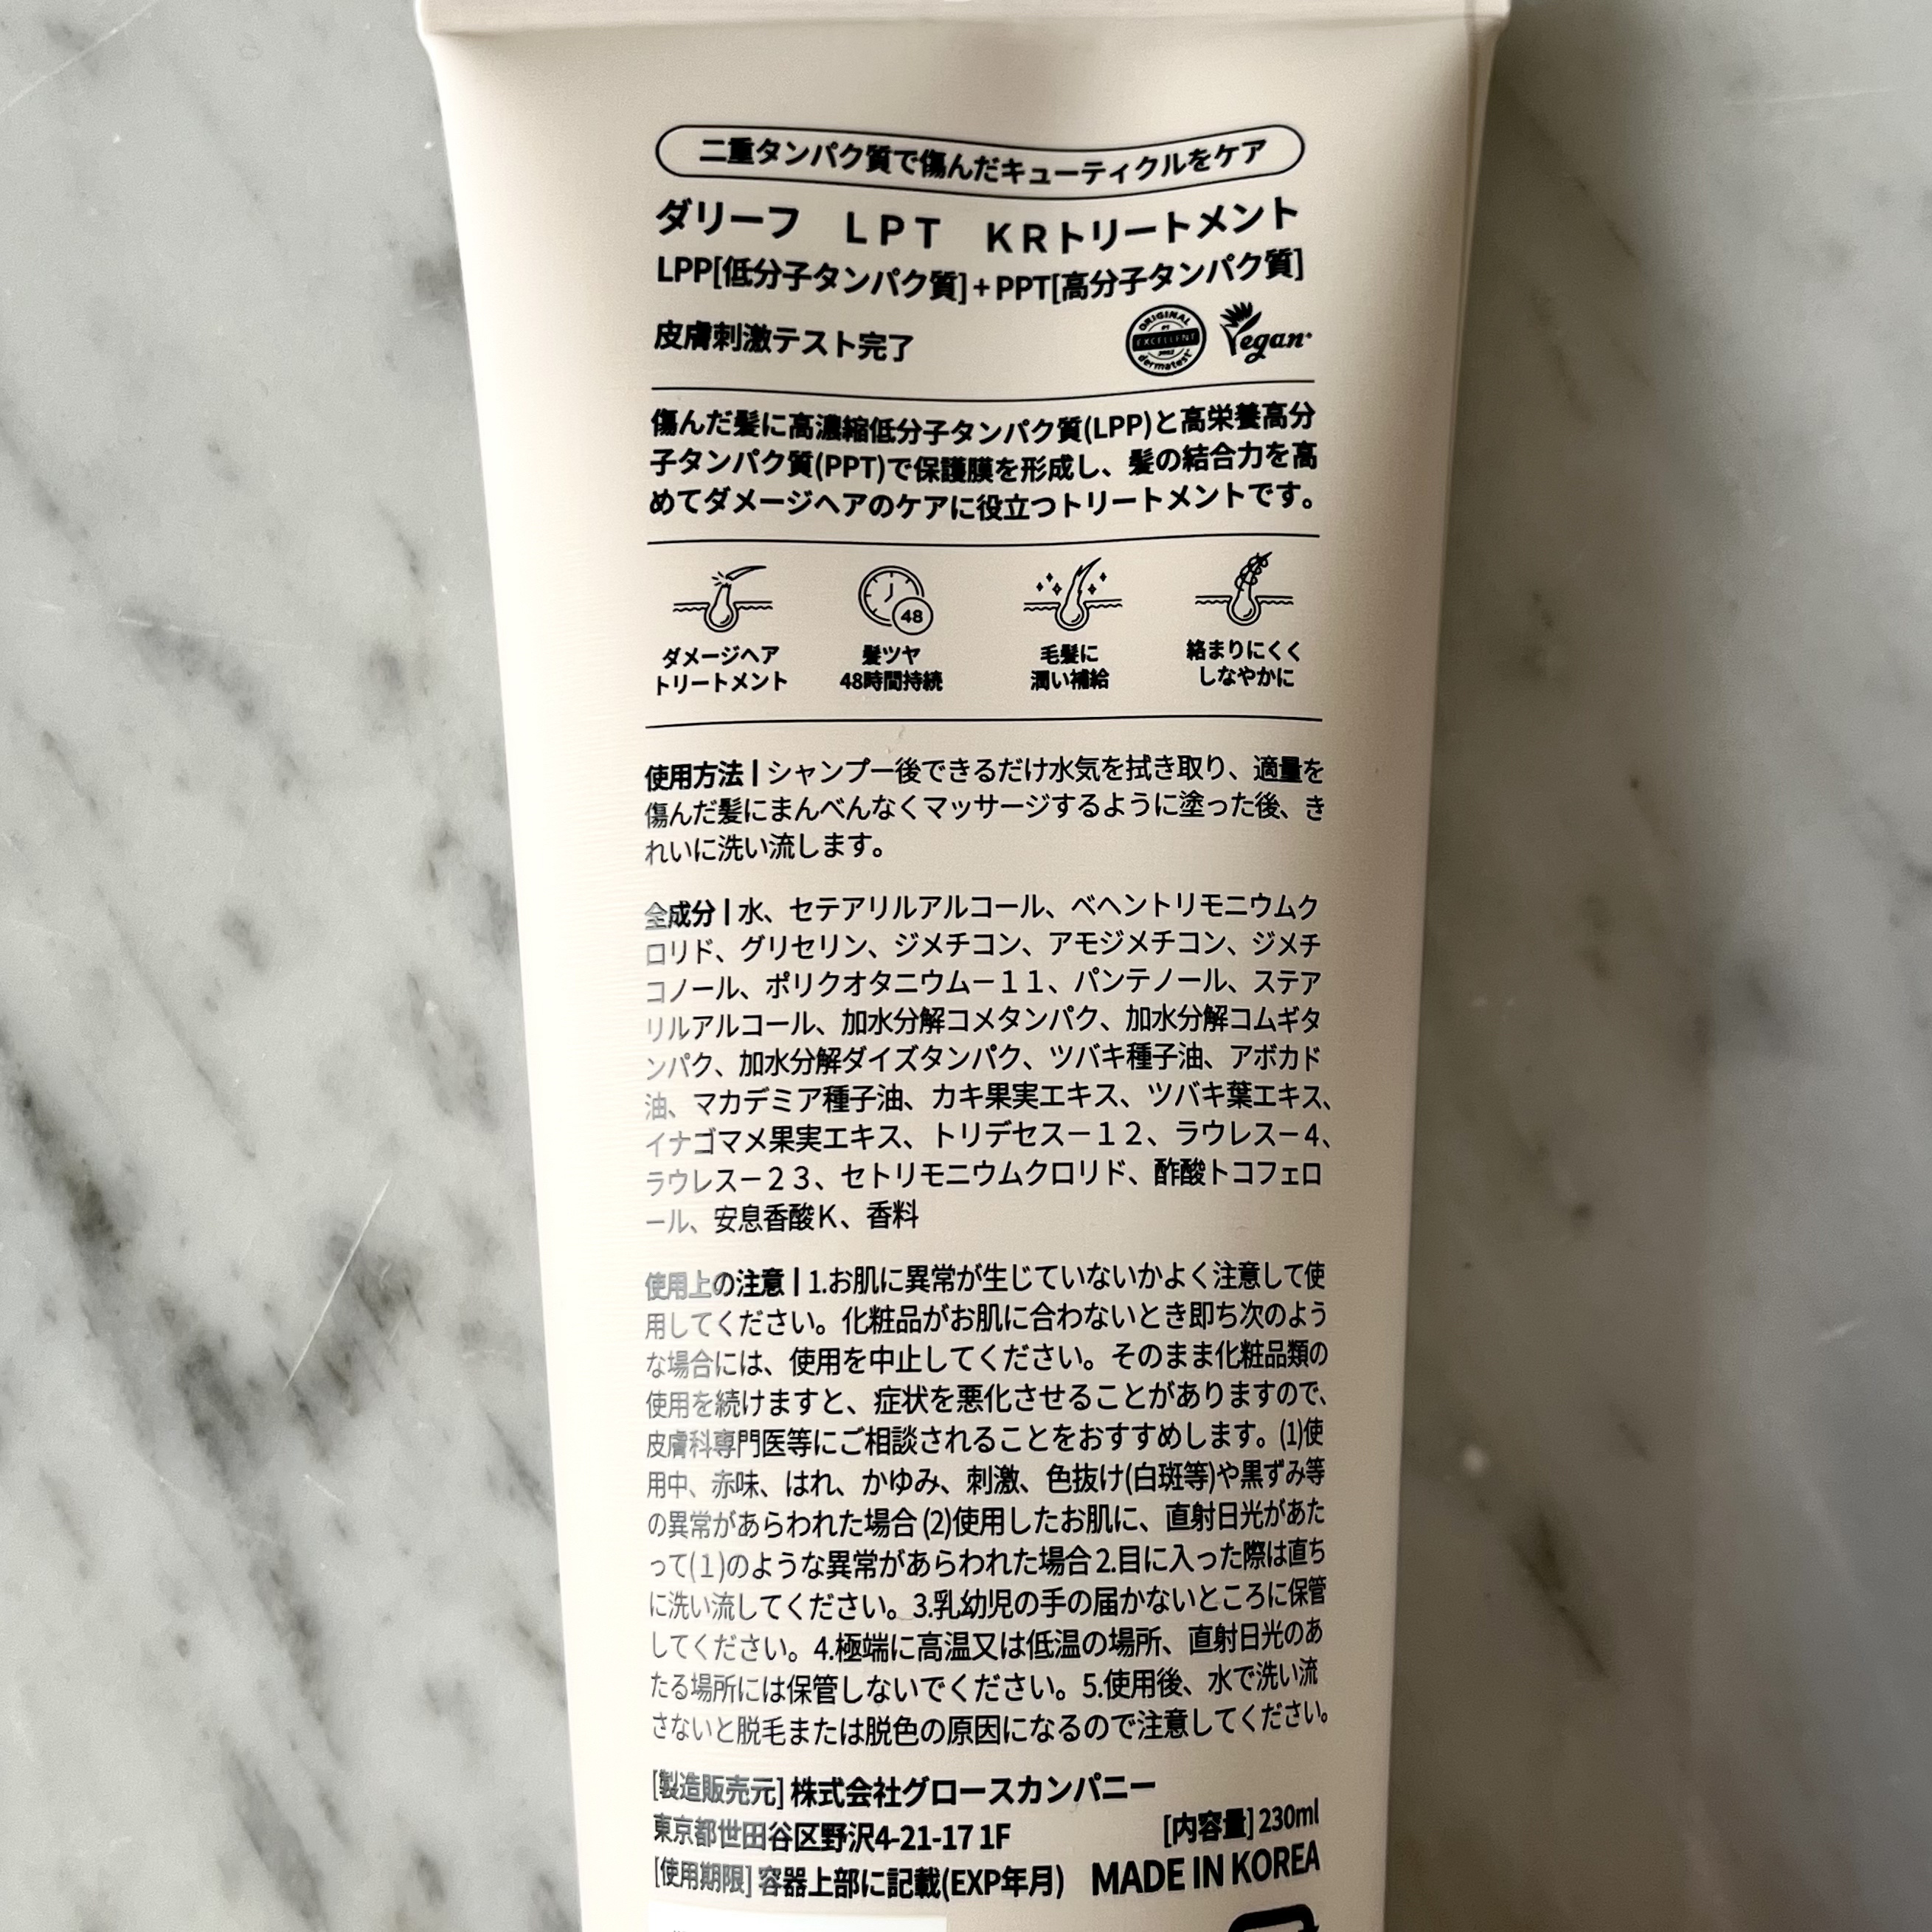 二重タンパク質で傷んだキューティクルをケア
ダリーフ　ＬＰＴ　ＫＲトリートメント
LPP[低分子タンパク質]+PPT[高分子タンパク質]
皮膚刺激テスト完了
ORIGINAL
EXCELLENT
dermatest
Vegan
傷んだ髪に高濃縮低分子タンパク質(LPP)と高栄養高分
子タンパク質(PPT)で保護膜を形成し、髪の結合力を高
めてダメージヘアのケアに役立つトリートメントです。
48
ダメージヘア
トリートメント
髪ツヤ
48時間持続
毛髪に
潤い補給
絡まりにくく
しなやかに
使用方法 | シャンプー後できるだけ水気を拭き取り、適量を
傷んだ髪にまんべんなくマッサージするように塗った後、き
れいに洗い流します。
全成分 | 水、セテアリルアルコール、ベヘントリモニウムク
ロリド、グリセリン、ジメチコン、アモジメチコン、ジメチ
コノール、ポリクオタニウム－１１、パンテノール、ステア
リルアルコール、加水分解コメタンパク、加水分解コムギタ
ンパク、加水分解ダイズタンパク、ツバキ種子油、アボカド
油、マカデミア種子油、カキ果実エキス、ツバキ葉エキス、
イナゴマメ果実エキス、トリデセス－１２、ラウレス－４、
ラウレス－２３、セトリモニウムクロリド、酢酸トコフェロ
ール、安息香酸Ｋ、香料
使用上の注意 | 1.お肌に異常が生じていないかよく注意して使
用してください。化粧品がお肌に合わないとき即ち次のよう
な場合には、使用を中止してください。そのまま化粧品類の
使用を続けますと、症状を悪化させることがありますので、
皮膚科専門医等にご相談されることをおすすめします。(1)使
用中、赤味、はれ、かゆみ、刺激、色抜け(白斑等)や黒ずみ等
の異常があらわれた場合 (2)使用したお肌に、直射日光があた
って(１)のような異常があらわれた場合 2.目に入った際は直ち
に洗い流してください。3.乳幼児の手の届かないところに保管
してください。4.極端に高温又は低温の場所、直射日光のあ
たる場所には保管しないでください。5.使用後、水で洗い流
さないと脱毛または脱色の原因になるので注意してください。
[製造販売元] 株式会社グロースカンパニー
東京都世田谷区野沢4-21-17 1F
[内容量] 230ml
[使用期限] 容器上部に記載(EXP年月)
MADE IN KOREA